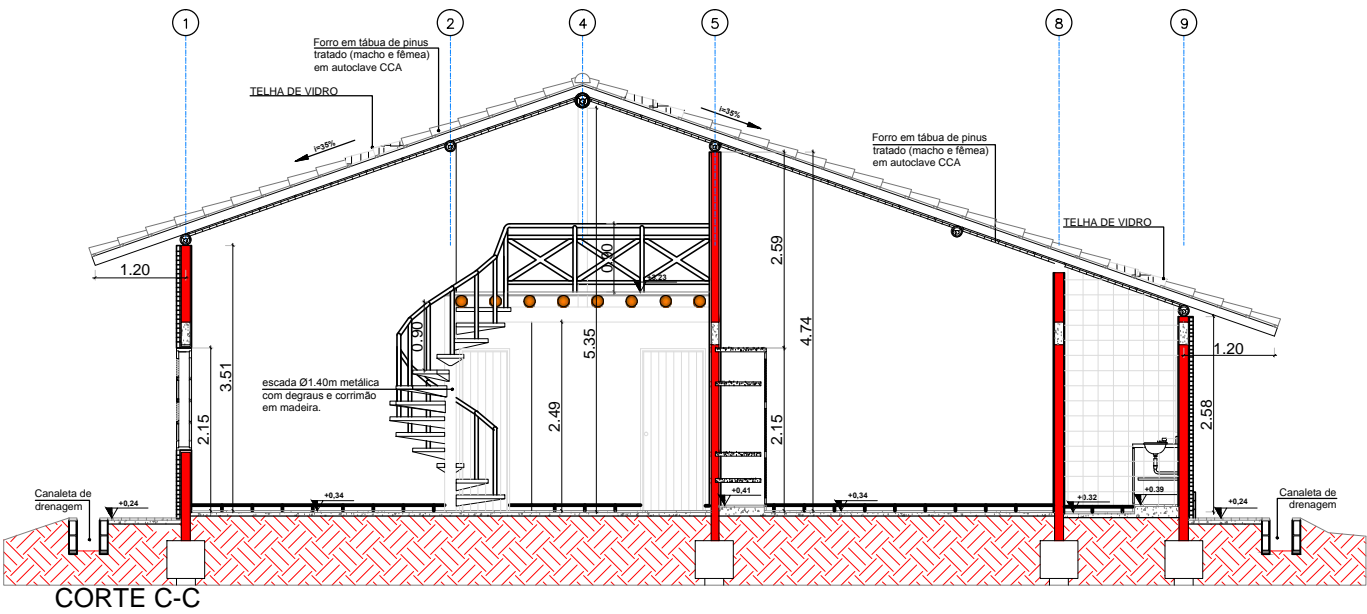 1
2
4
5
8
9
Forro em tábua de pinus
tratado (macho e fêmea)
em autoclave CCA
TELHA DE VIDRO
i=35%
i=35%
Forro em tábua de pinus
tratado (macho e fêmea)
em autoclave CCA
TELHA DE VIDRO
1.20
3.51
2.15
0.90
0.90
5.35
2.49
2.59
4.74
2.15
1.20
2.58
escada Ø1.40m metálica
com degraus e corrimão
em madeira.
Canaleta de
drenagem
+0,24
+0,34
+0,41
+0,34
+0.32
+0.39
+0,24
Canaleta de
drenagem
CORTE C-C